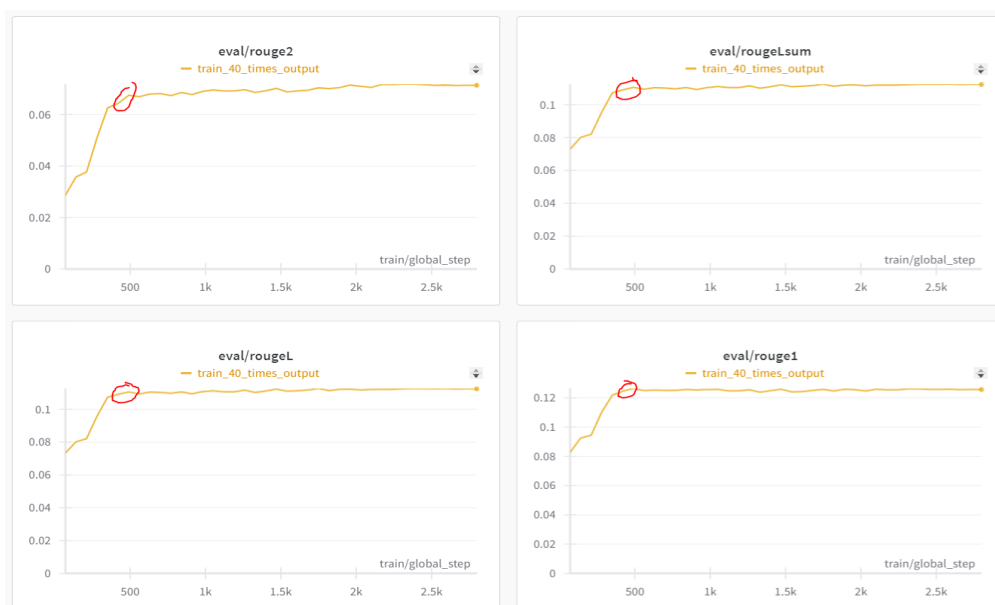 eval/rouge2
train_40_times_output
0.06
0.04
0.02
0
train/global_step
500 1k 1.5k 2k 2.5k
eval/rougeLsum
train_40_times_output
0.1
0.08
0.06
0.04
0.02
0
train/global_step
500 1k 1.5k 2k 2.5k
eval/rougeL
train_40_times_output
0.1
0.08
0.06
0.04
0.02
0
train/global_step
500 1k 1.5k 2k 2.5k
eval/rouge1
train_40_times_output
0.12
0.1
0.08
0.06
0.04
0.02
0
train/global_step
500 1k 1.5k 2k 2.5k